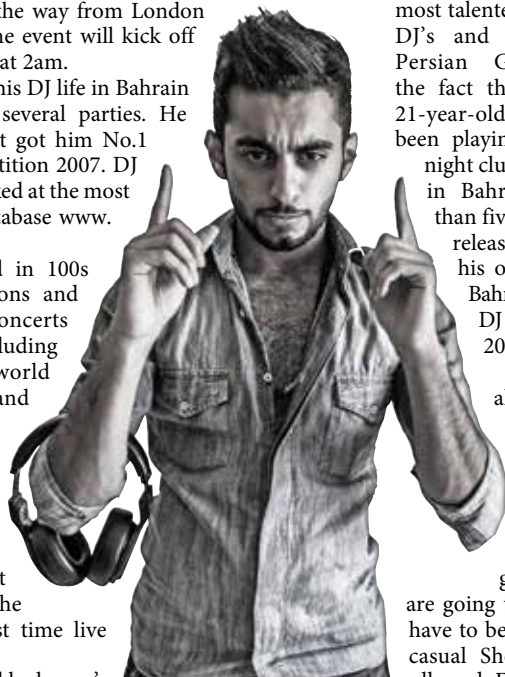 the way from London
he event will kick off
at 2am.
his DJ life in Bahrain
several parties. He
t got him No.1
tition 2007. DJ
ked at the most
tabase www.
d in 100s
ons and
oncerts
luding
world
and
t
he
st time live
most talente
DJ's and
Persian G
the fact th
21-year-old
been playin
night clu
in Bahr
than fiv
releas
his o
Bahr
DJ
20
al
g
are going
have to be
casual Sh